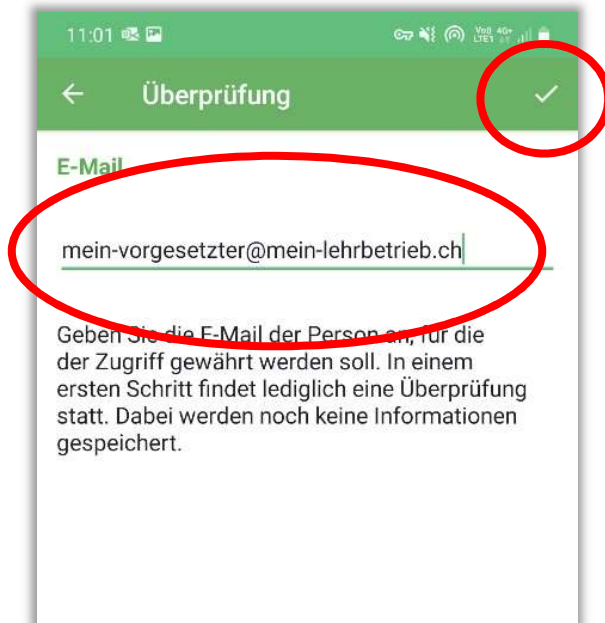 11:01
Überprüfung
E-Mail
mein-vorgesetzter@mein-lehrbetrieb.ch
Geben Sie die E-Mail der Person an, für die
der Zugriff gewährt werden soll. In einem
ersten Schritt findet lediglich eine Überprüfung
statt. Dabei werden noch keine Informationen
gespeichert.